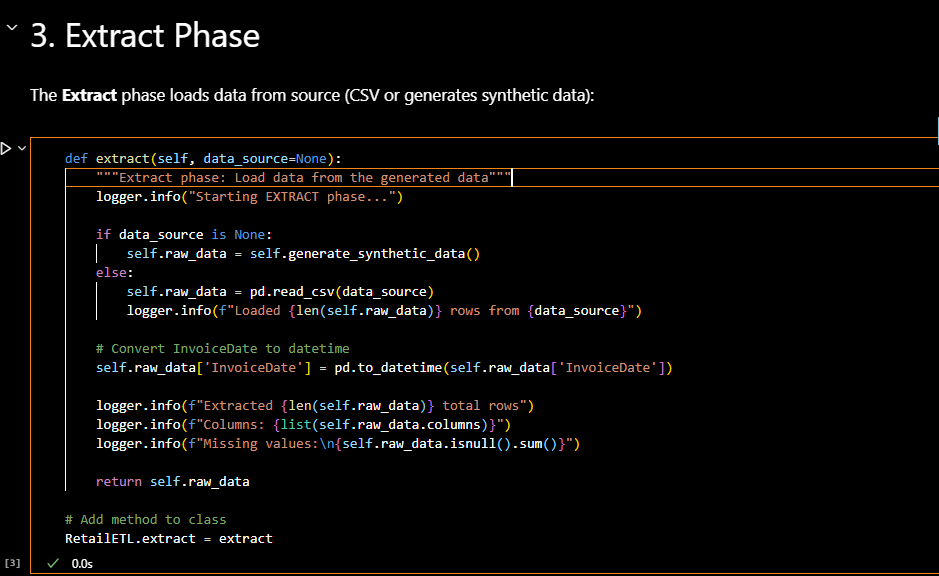 3. Extract Phase
The Extract phase loads data from source (CSV or generates synthetic data):
def extract(self, data_source=None):
"""Extract phase: Load data from the generated data"""
logger.info("Starting EXTRACT phase...")
if data_source is None:
self.raw_data = self.generate_synthetic_data()
else:
self.raw_data = pd.read_csv(data_source)
logger.info(f"Loaded {len(self.raw_data)} rows from {data_source}")
# Convert InvoiceDate to datetime
self.raw_data['InvoiceDate'] = pd.to_datetime(self.raw_data['InvoiceDate'])
logger.info(f"Extracted {len(self.raw_data)} total rows")
logger.info(f"Columns: {list(self.raw_data.columns)}")
logger.info(f"Missing values:\n{self.raw_data.isnull().sum()}")
return self.raw_data
# Add method to class
RetailETL.extract = extract
[3] 0.0s